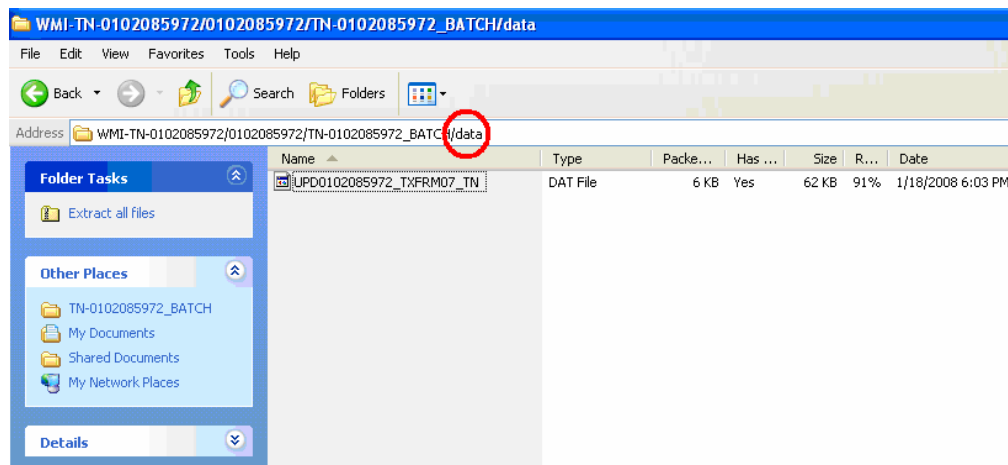 WMI-TN-0102085972/0102085972/TN-0102085972_BATCH/data
File Edit View Favorites Tools Help
Back Search Folders
Address WMI-TN-0102085972/0102085972/TN-0102085972_BATCH/data
Name Type Packe... Has ... Size R... Date
UPD0102085972_TXFRM07_TN DAT File 6 KB Yes 62 KB 91% 1/18/2008 6:03 PM
Folder Tasks
Extract all files
Other Places
TN-0102085972_BATCH
My Documents
Shared Documents
My Network Places
Details